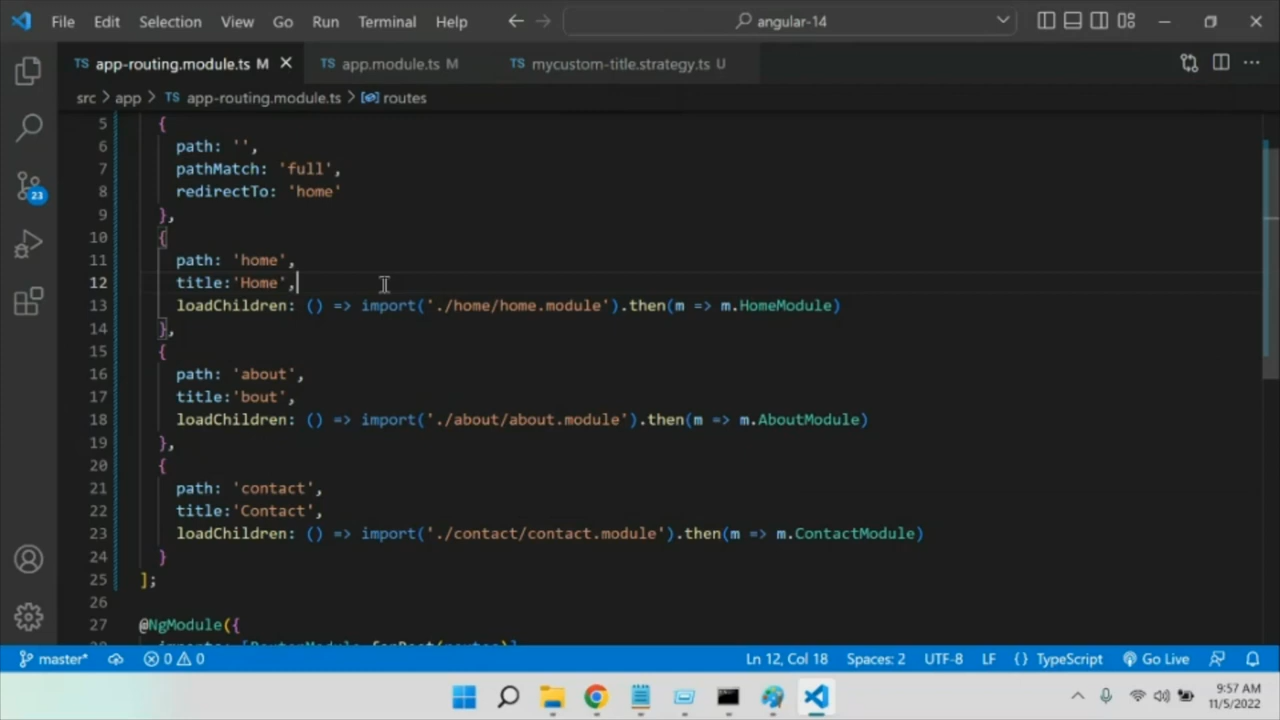 File Edit Selection View Go Run Terminal Help angular-14
TS app-routing.module.ts M TS app.module.ts M TS mycustom-title.strategy.ts U
src > app > TS app-routing.module.ts > routes
5 {
6 path: '',
7 pathMatch: 'full',
8 redirectTo: 'home'
9 },
10 {
11 path: 'home',
12 title:'Home',
13 loadChildren: () => import('./home/home.module').then(m => m.HomeModule)
14 },
15 {
16 path: 'about',
17 title:'bout',
18 loadChildren: () => import('./about/about.module').then(m => m.AboutModule)
19 },
20 {
21 path: 'contact',
22 title:'Contact',
23 loadChildren: () => import('./contact/contact.module').then(m => m.ContactModule)
24 }
25 ];
26
27 @NgModule({
28 imports: [RouterModule.forRoot(routes)],
23
master* 0 0 Ln 12, Col 18 Spaces: 2 UTF-8 LF {} TypeScript Go Live
9:57 AM
11/5/2022